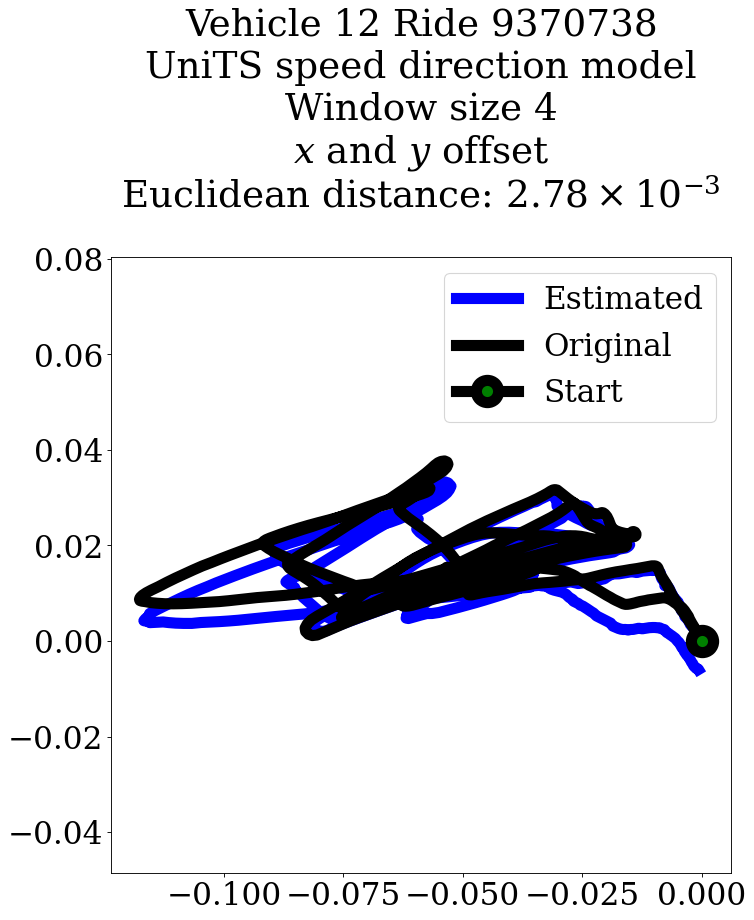 Vehicle 12 Ride 9370738
UniTS speed direction model
Window size 4
x and y offset
Euclidean distance: 2.78 × 10⁻³
0.08
0.06
0.04
0.02
0.00
−0.02
−0.04
Estimated
Original
Start
−0.100 −0.075 −0.050 −0.025 0.000